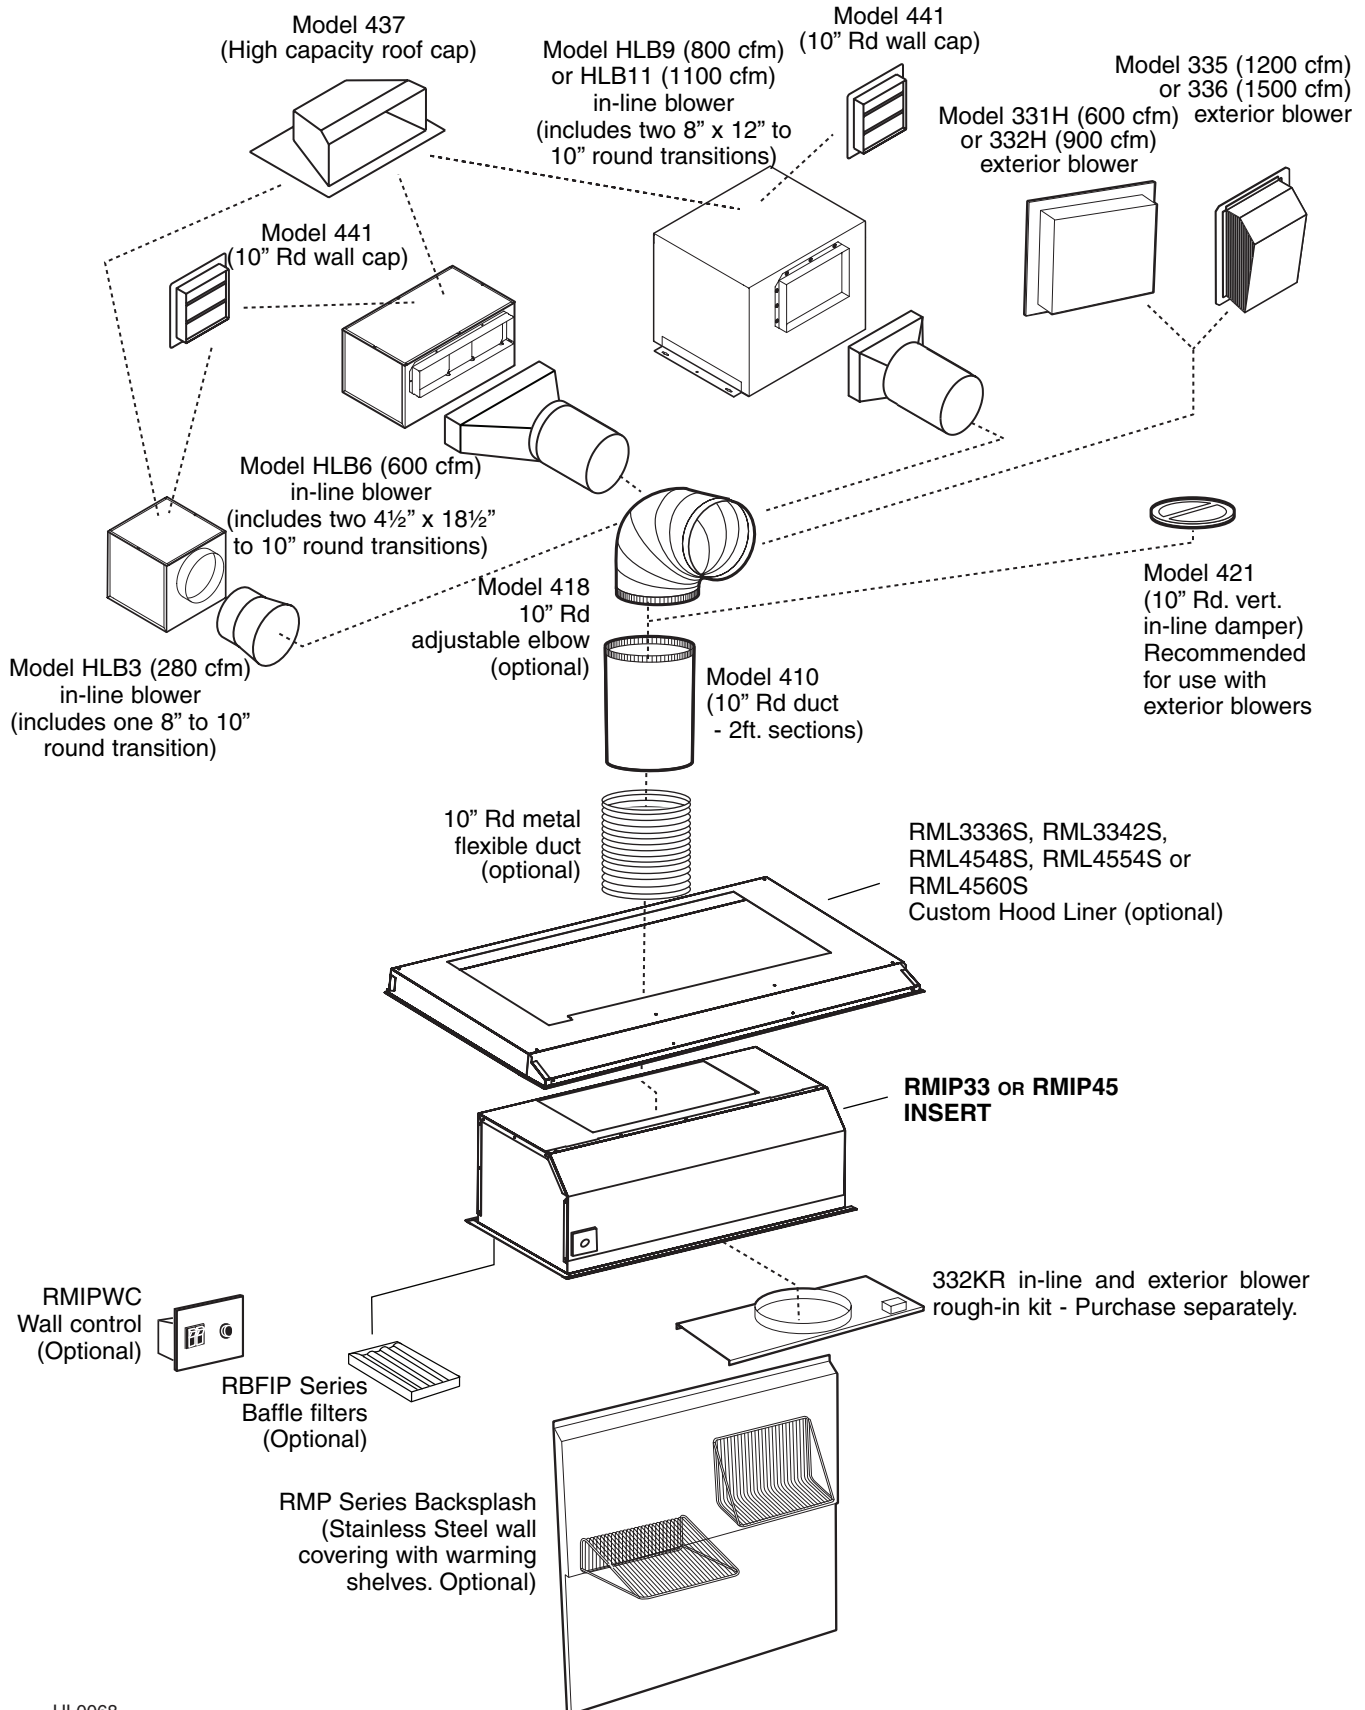 Model 437
(High capacity roof cap)
Model HLB9 (800 cfm)
or HLB11 (1100 cfm)
in-line blower
(includes two 8” x 12” to
10” round transitions)
Model 441
(10” Rd wall cap)
Model 335 (1200 cfm)
or 336 (1500 cfm)
exterior blower
Model 331H (600 cfm)
or 332H (900 cfm)
exterior blower
Model 441
(10” Rd wall cap)
Model HLB6 (600 cfm)
in-line blower
(includes two 4½” x 18½”
to 10” round transitions)
Model HLB3 (280 cfm)
in-line blower
(includes one 8” to 10”
round transition)
Model 418
10” Rd
adjustable elbow
(optional)
Model 421
(10” Rd. vert.
in-line damper)
Recommended
for use with
exterior blowers
Model 410
(10” Rd duct
- 2ft. sections)
10” Rd metal
flexible duct
(optional)
RML3336S, RML3342S,
RML4548S, RML4554S or
RML4560S
Custom Hood Liner (optional)
RMIP33 OR RMIP45
INSERT
332KR in-line and exterior blower
rough-in kit - Purchase separately.
RMIPWC
Wall control
(Optional)
RBFIP Series
Baffle filters
(Optional)
RMP Series Backsplash
(Stainless Steel wall
covering with warming
shelves. Optional)